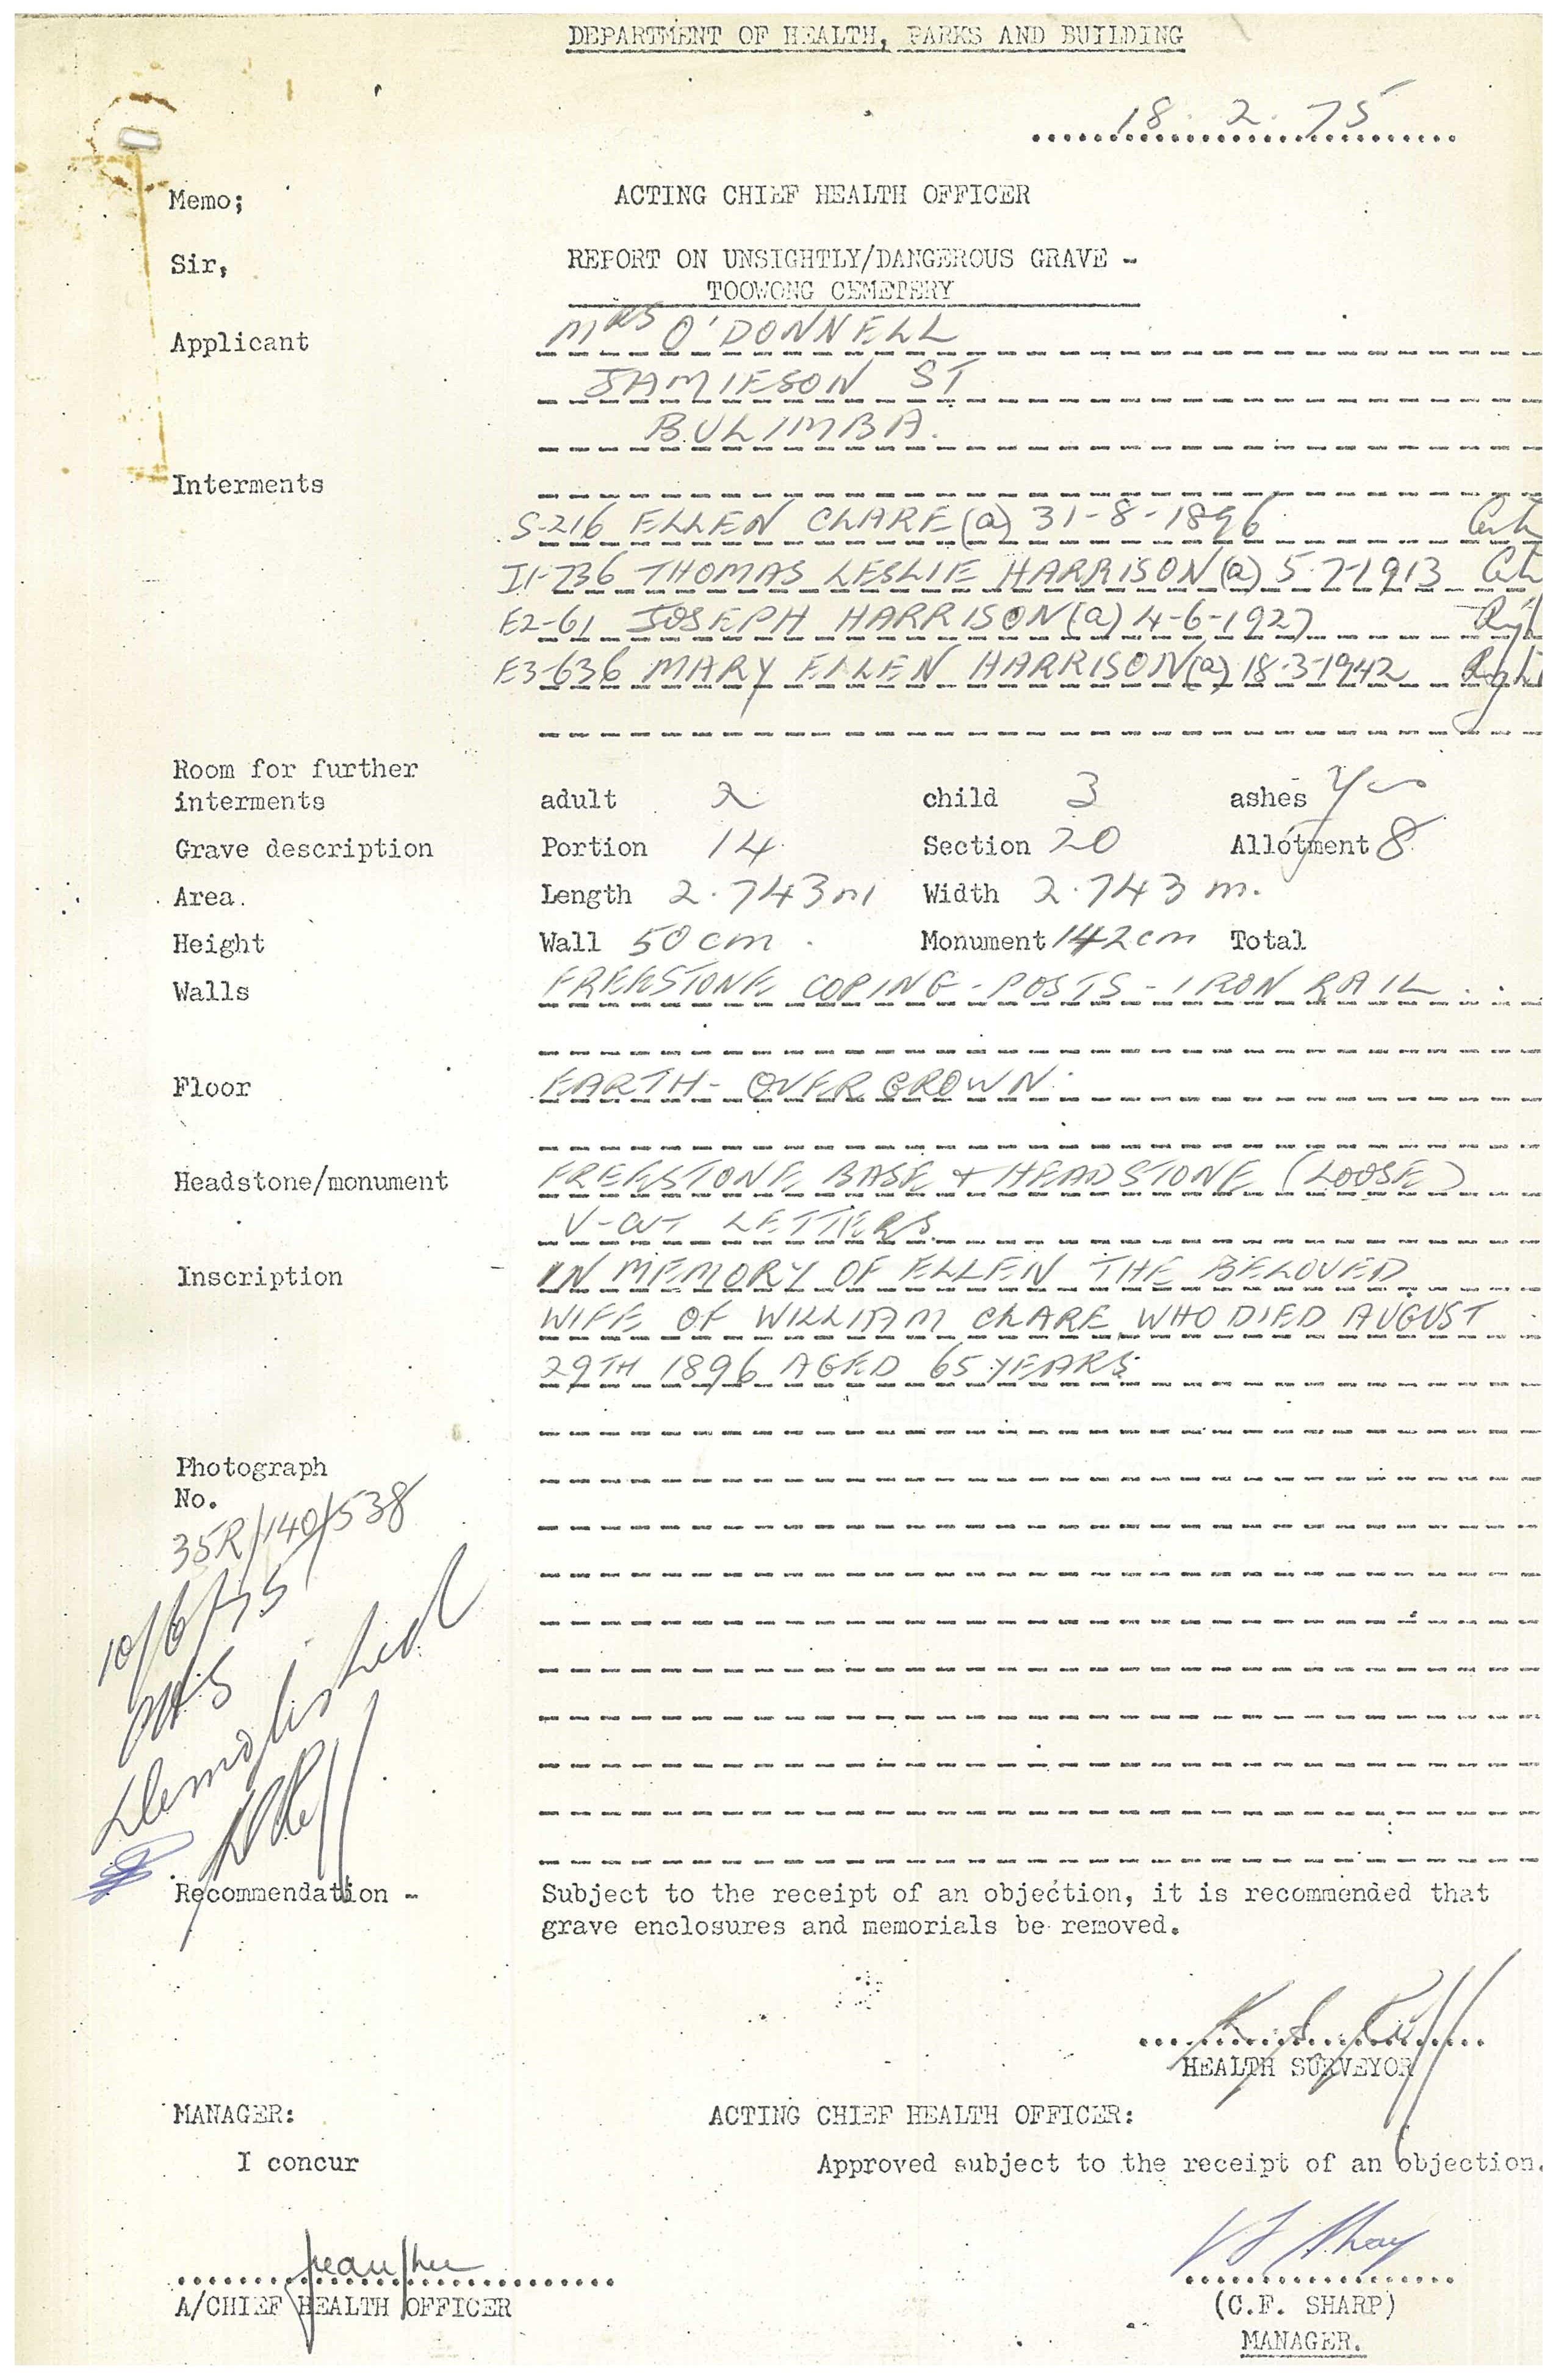 DEPARTMENT OF HEALTH, PARKS AND BUILDING
18.2.75
Memo; ACTING CHIEF HEALTH OFFICER
Sir, REPORT ON UNSIGHTLY/DANGEROUS GRAVE -
TOOWONG CEMETERY
Applicant MRS O'DONNELL
JAMIESON ST
BULIMBA.
Interments
S-216 ELLEN CLARE (a) 31-8-1896
I1-736 THOMAS LESLIE HARRISON (a) 5-7-1913
E2-61 JOSEPH HARRISON (a) 4-6-1927
E3-636 MARY ELLEN HARRISON (a) 18-3-1942 Right
Room for further
interments adult 2 child 3 ashes Yes
Grave description Portion 14 Section 20 Allotment 8
Area. Length 2.743m Width 2.743 m.
Height Wall 50cm. Monument 142cm Total
Walls FREESTONE COPING - POSTS - IRON RAIL
Floor EARTH - OVERGROWN
Headstone/monument FREESTONE BASE + HEADSTONE (LOOSE)
V-CUT LETTERS
Inscription IN MEMORY OF ELLEN THE BELOVED
WIFE OF WILLIAM CLARE WHO DIED AUGUST
29TH 1896 AGED 65 YEARS
Photograph
No.
35R/140/538
10/6/75
Demolished
Recommendation - Subject to the receipt of an objection, it is recommended that
grave enclosures and memorials be removed.
HEALTH SURVEYOR
MANAGER: ACTING CHIEF HEALTH OFFICER:
I concur Approved subject to the receipt of an objection.
A/CHIEF HEALTH OFFICER (C.F. SHARP)
MANAGER.